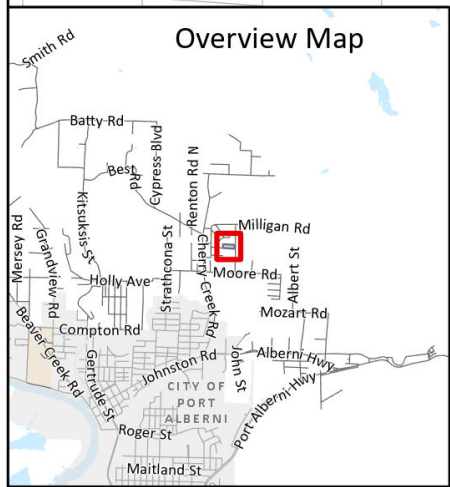 Overview Map
Smith Rd
Batty Rd
Best Rd
Cypress Blvd
Renton Rd N
Milligan Rd
Kitsuksis St
Mersey Rd
Grandview Rd
Strathcona St
Cherry Creek Rd
Moore Rd
Albert St
Holly Ave
Mozart Rd
Compton Rd
Beaver Creek Rd
Gertrude St
Johnston Rd
John St
Alberni Hwy
Port Alberni Hwy
CITY OF
PORT
ALBERNI
Roger St
Maitland St